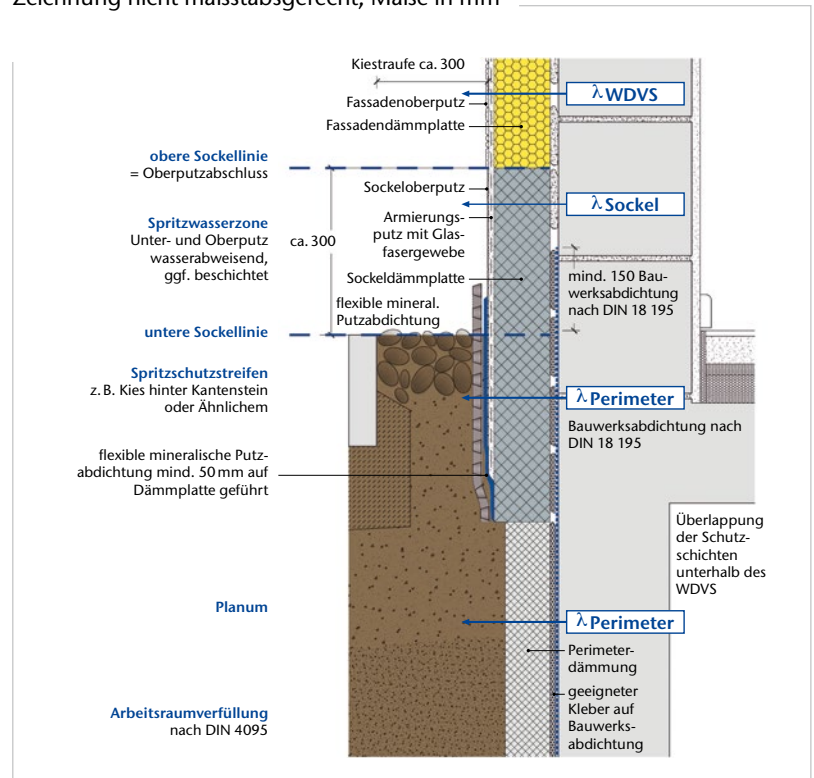 Zeichnung nicht maßstabsgerecht, Maße in mm
Kiestraufe ca. 300
λ WDVS
Fassadenoberputz
Fassadendämmplatte
obere Sockellinie
= Oberputzabschluss
Sockeloberputz
λ Sockel
Spritzwasserzone
Unter- und Oberputz
wasserabweisend,
ggf. beschichtet
ca. 300
Armierungs-
putz mit Glas-
fasergewebe
Sockeldämmplatte
mind. 150 Bau-
werksabdichtung
nach DIN 18 195
flexible mineral.
Putzabdichtung
untere Sockellinie
Spritzschutzstreifen
z. B. Kies hinter Kantenstein
oder Ähnlichem
λ Perimeter
Bauwerksabdichtung nach
DIN 18 195
flexible mineralische Putz-
abdichtung mind. 50 mm auf
Dämmplatte geführt
Überlappung
der Schutz-
schichten
unterhalb des
WDVS
Planum
λ Perimeter
Perimeter-
dämmung
geeigneter
Kleber auf
Bauwerks-
abdichtung
Arbeitsraumverfüllung
nach DIN 4095